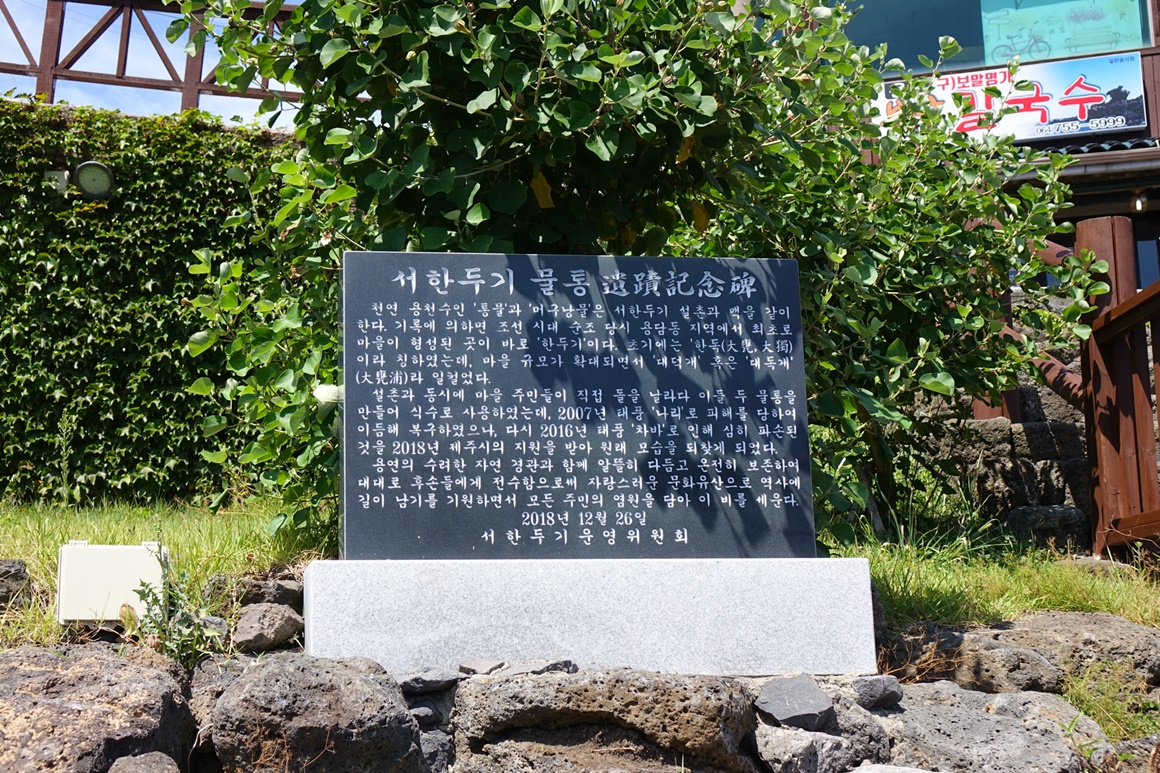 (구)보말명가
일반음식점
칼국수
064)755 5999
서한두기 물통 遺蹟記念碑
천연 용천수인 '통물'과 '머구낭물'은 서한두기 설촌과 맥을 같이
한다. 기록에 의하면 조선 시대 순조 당시 용담동 지역에서 최초로
마을이 형성된 곳이 바로 '한두기'이다. 초기에는 '한독(大甕, 大獨)
이라 칭하였는데, 마을 규모가 확대되면서 '대덕개' 혹은 '대독개'
(大甕浦)라 일컬었다.
설촌과 동시에 마을 주민들이 직접 돌을 날라다 이들 두 물통을
만들어 식수로 사용하였는데, 2007년 태풍 '나리'로 피해를 당하여
이듬해 복구하였으나, 다시 2016년 태풍 '차바'로 인해 심히 파손된
것을 2018년 제주시의 지원을 받아 원래 모습을 되찾게 되었다.
용연의 수려한 자연 경관과 함께 알뜰히 다듬고 온전히 보존하여
대대로 후손들에게 전수함으로써 자랑스러운 문화유산으로 역사에
길이 남기를 기원하면서 모든 주민의 염원을 담아 이 비를 세운다.
2018년 12월 26일
서한두기운영위원회